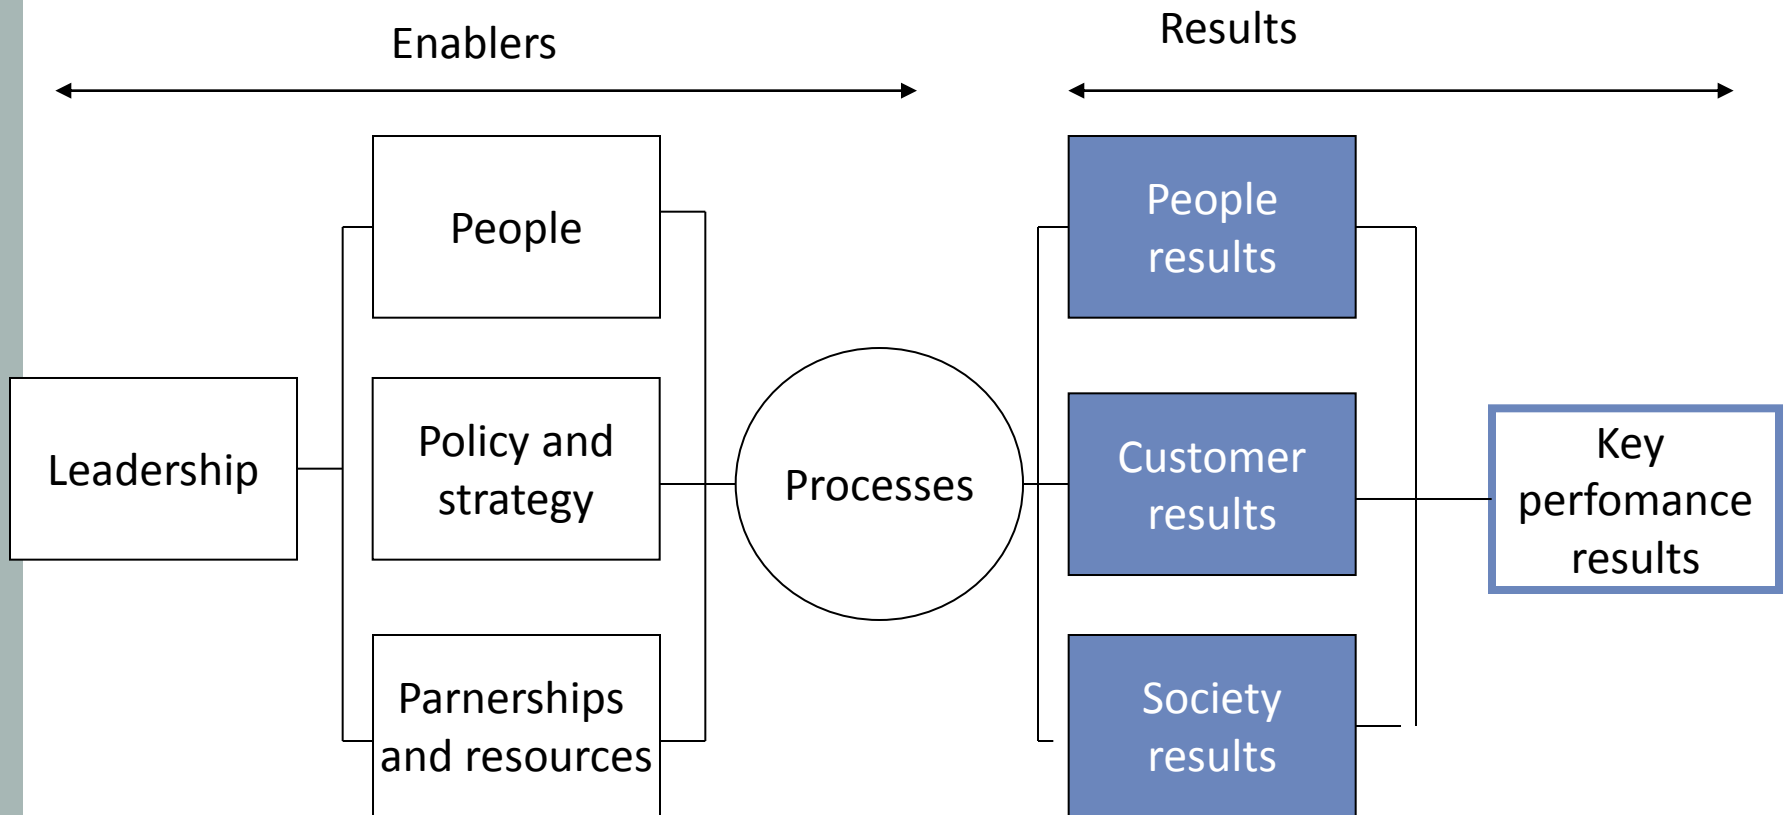 Enablers
Results
People
People
results
Leadership
Policy and
strategy
Processes
Customer
results
Key
perfomance
results
Parnerships
and resources
Society
results